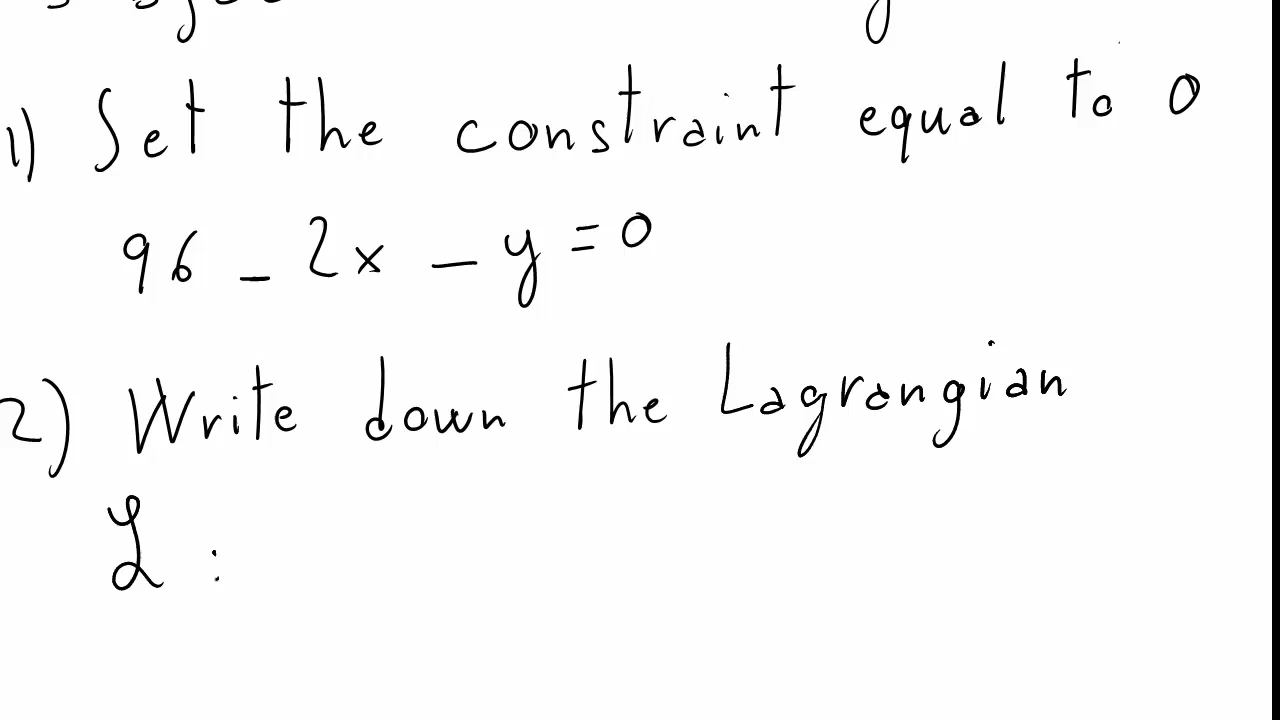 1) Set the constraint equal to 0
96 - 2x - y = 0
2) Write down the Lagrangian
ℒ :